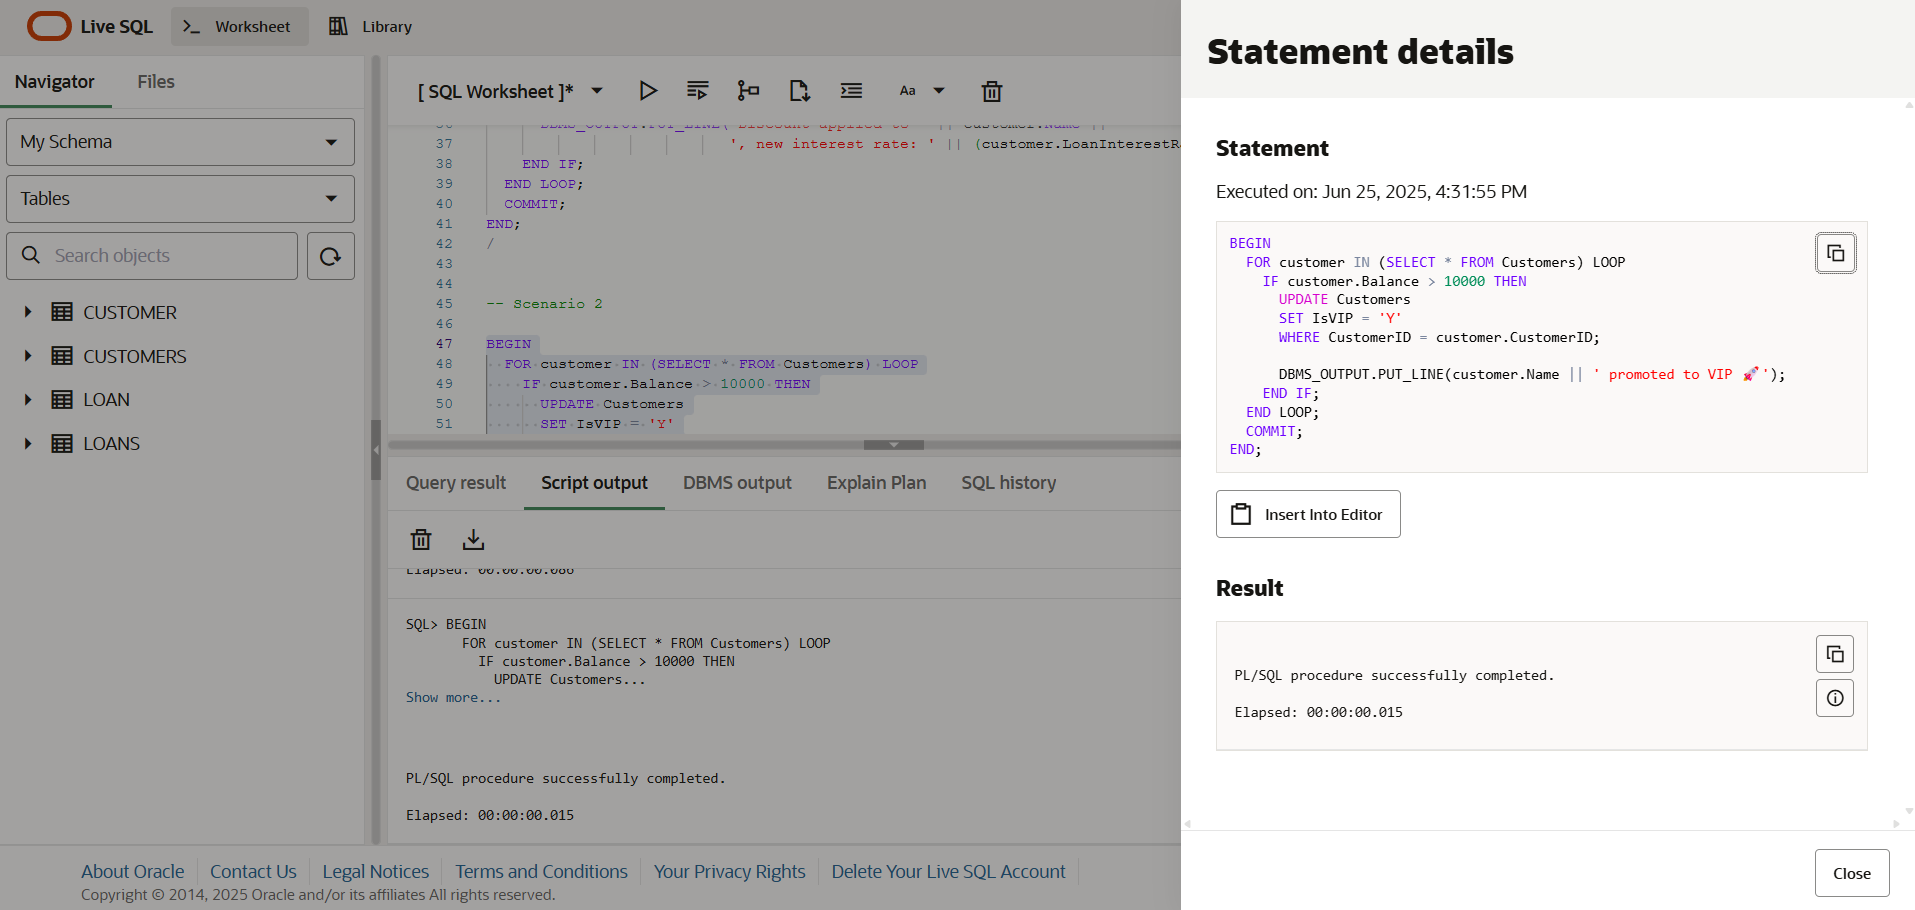 Live SQL
Worksheet
Library
Navigator
Files
My Schema
Tables
Search objects
CUSTOMER
CUSTOMERS
LOAN
LOANS
[ SQL Worksheet ]*
Aa
37 ', new interest rate: ' || (customer.LoanInterestR
38 END IF;
39 END LOOP;
40 COMMIT;
41 END;
42 /
43
44
45 -- Scenario 2
46
47 BEGIN
48 FOR customer IN (SELECT * FROM Customers) LOOP
49 IF customer.Balance > 10000 THEN
50 UPDATE Customers
51 SET IsVIP = 'Y'
Query result
Script output
DBMS output
Explain Plan
SQL history
Elapsed: 00:00:00.086
SQL> BEGIN
FOR customer IN (SELECT * FROM Customers) LOOP
IF customer.Balance > 10000 THEN
UPDATE Customers...
Show more...
PL/SQL procedure successfully completed.
Elapsed: 00:00:00.015
About Oracle
Contact Us
Legal Notices
Terms and Conditions
Your Privacy Rights
Delete Your Live SQL Account
Copyright © 2014, 2025 Oracle and/or its affiliates All rights reserved.
Statement details
Statement
Executed on: Jun 25, 2025, 4:31:55 PM
BEGIN
FOR customer IN (SELECT * FROM Customers) LOOP
IF customer.Balance > 10000 THEN
UPDATE Customers
SET IsVIP = 'Y'
WHERE CustomerID = customer.CustomerID;
DBMS_OUTPUT.PUT_LINE(customer.Name || ' promoted to VIP 🚀');
END IF;
END LOOP;
COMMIT;
END;
Insert Into Editor
Result
PL/SQL procedure successfully completed.
Elapsed: 00:00:00.015
Close